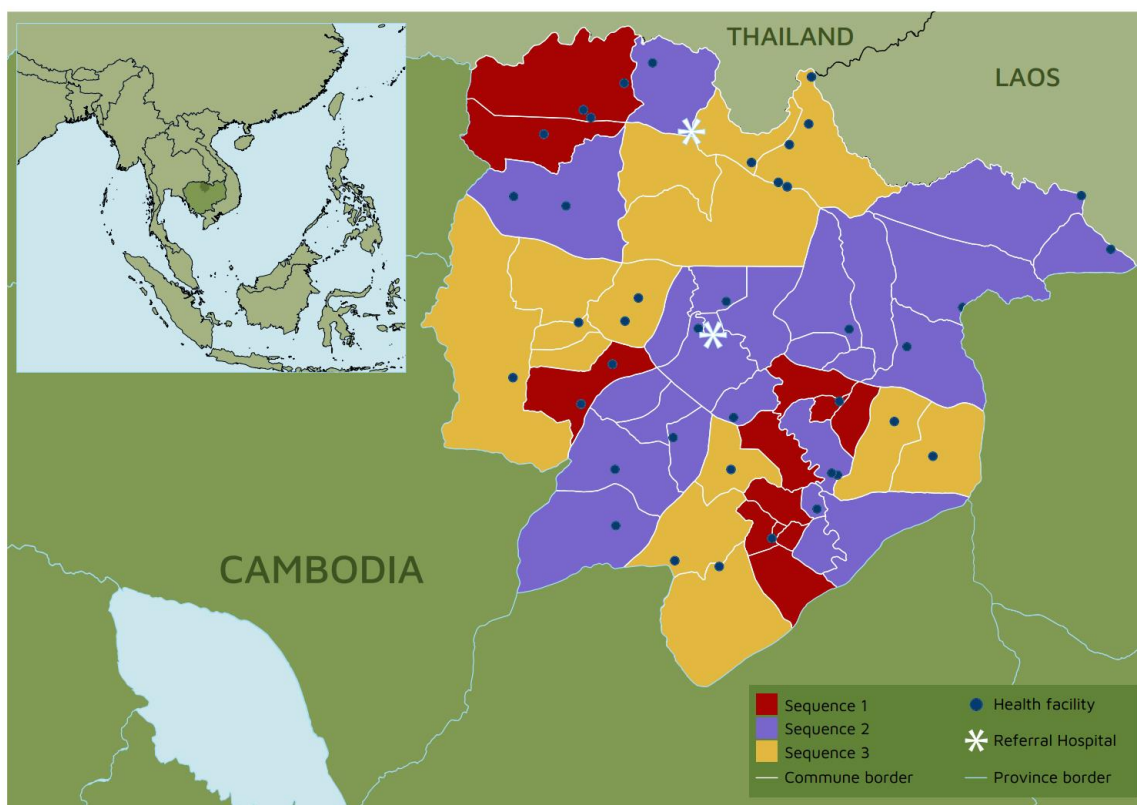 THAILAND
LAOS
CAMBODIA
Sequence 1
Sequence 2
Sequence 3
Commune border
Health facility
Referral Hospital
Province border